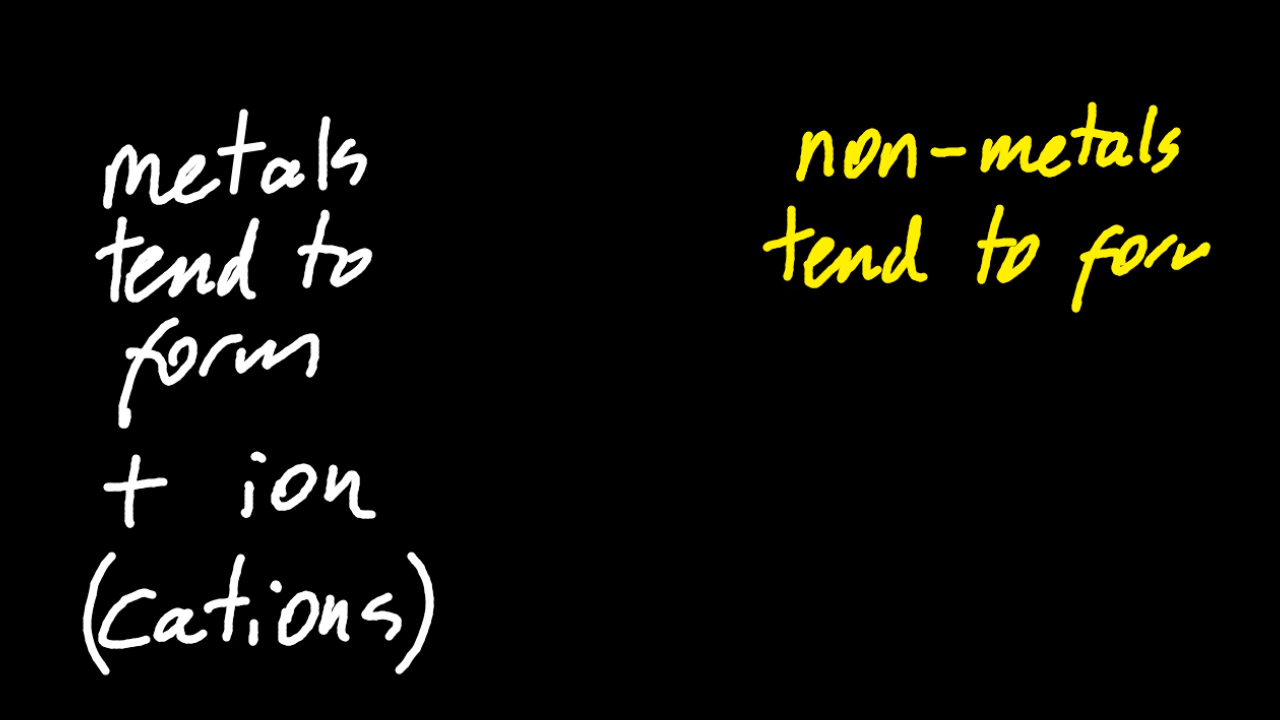 metals
tend to
form
+ ion
(cations)
non-metals
tend to form